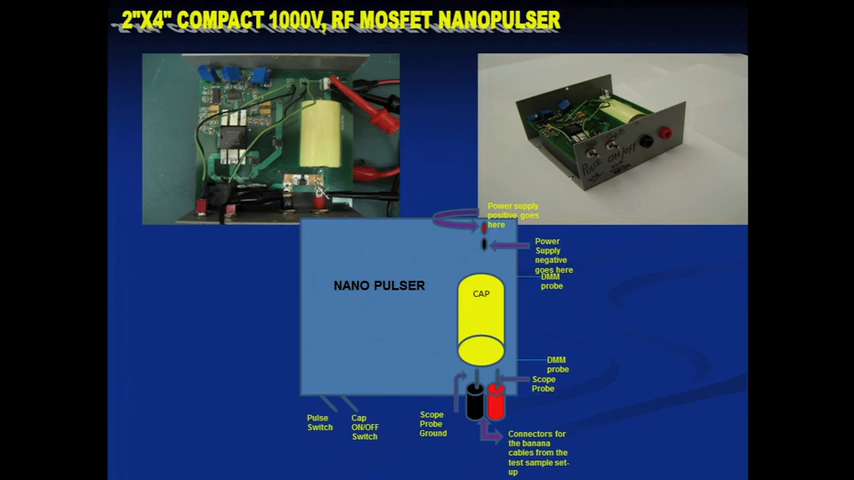 2"X4" COMPACT 1000V, RF MOSFET NANOPULSER
Power supply
positive goes
here
Power
Supply
negative
goes here
DMM
probe
NANO PULSER
CAP
DMM
probe
Scope
Probe
Pulse
Switch
Cap
ON/OFF
Switch
Scope
Probe
Ground
Connectors for
the banana
cables from the
test sample set-
up